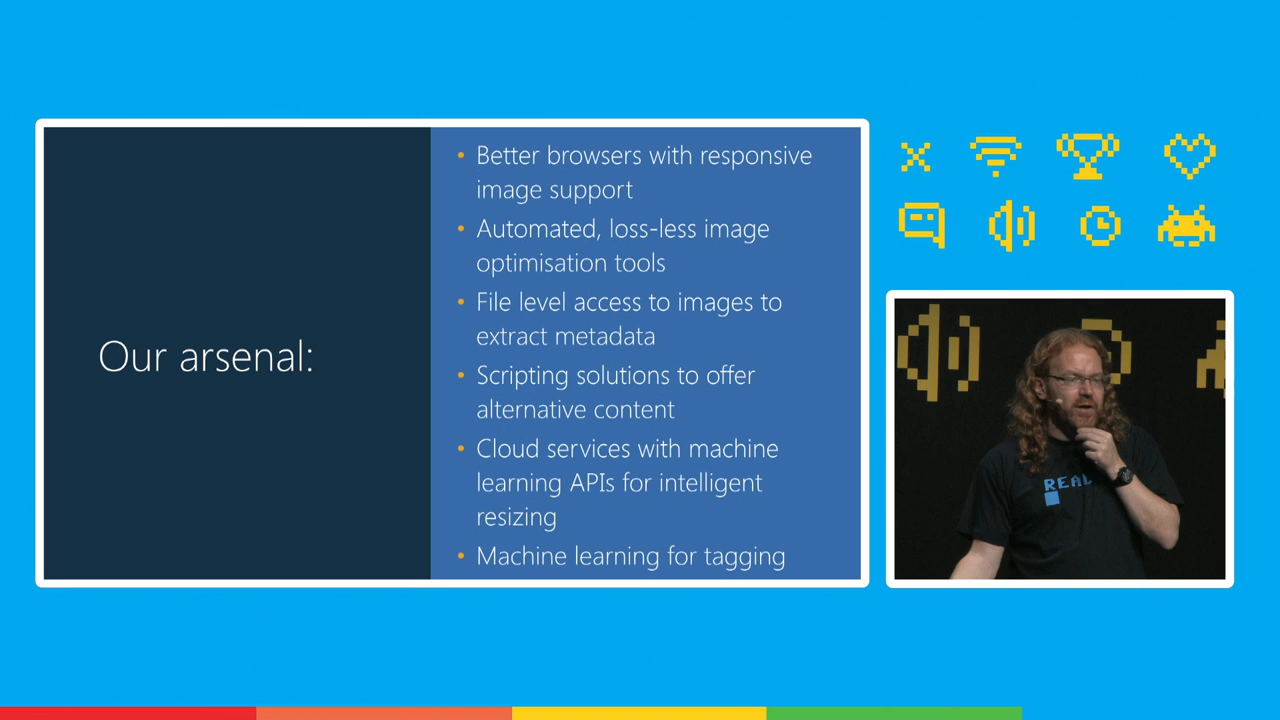 Our arsenal:
• Better browsers with responsive
image support
• Automated, loss-less image
optimisation tools
• File level access to images to
extract metadata
• Scripting solutions to offer
alternative content
• Cloud services with machine
learning APIs for intelligent
resizing
• Machine learning for tagging
REAL